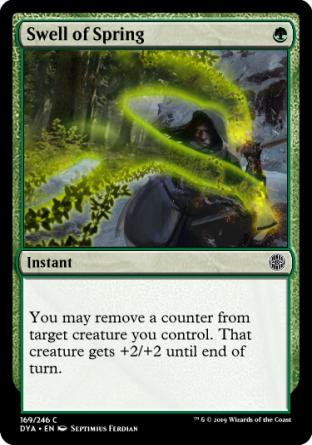 Swell of Spring
Instant
You may remove a counter from
target creature you control. That
creature gets +2/+2 until end of
turn.
169/246 C
DYA • EN Septimius Ferdian
™ & © 2019 Wizards of the Coast